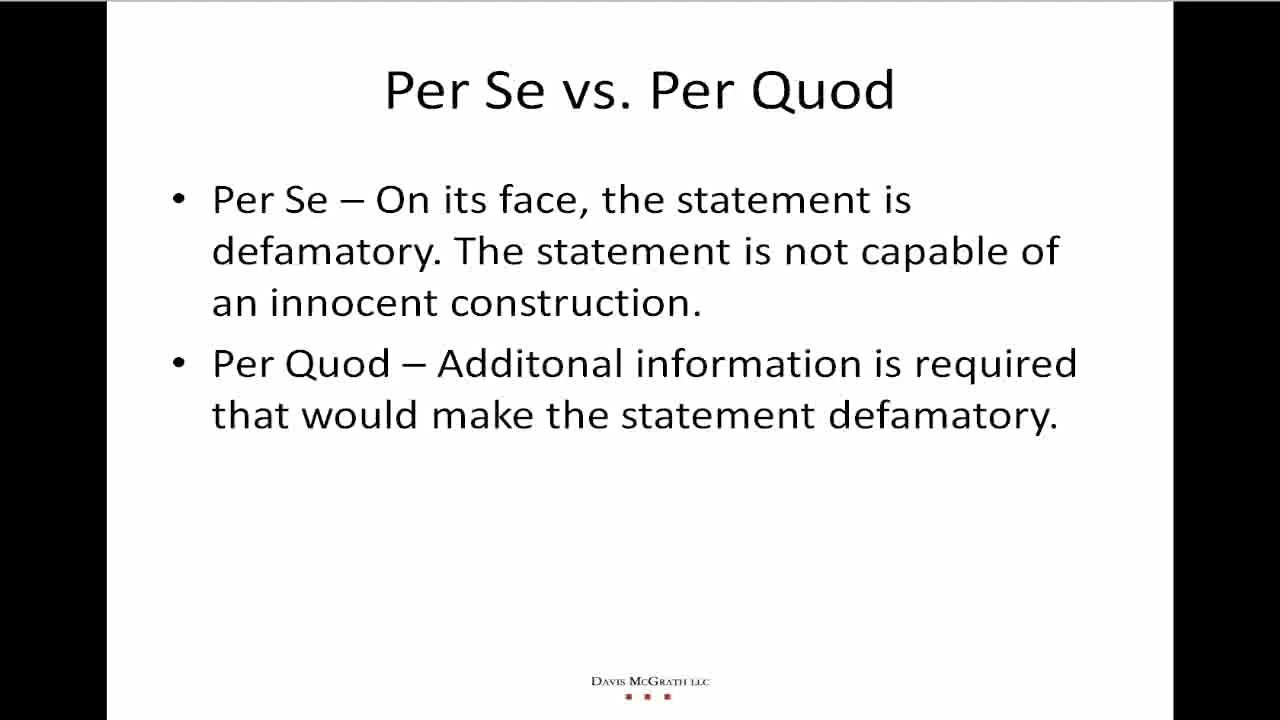 Per Se vs. Per Quod
• Per Se – On its face, the statement is
defamatory. The statement is not capable of
an innocent construction.
• Per Quod – Additonal information is required
that would make the statement defamatory.
DAVIS MCGRATH LLC